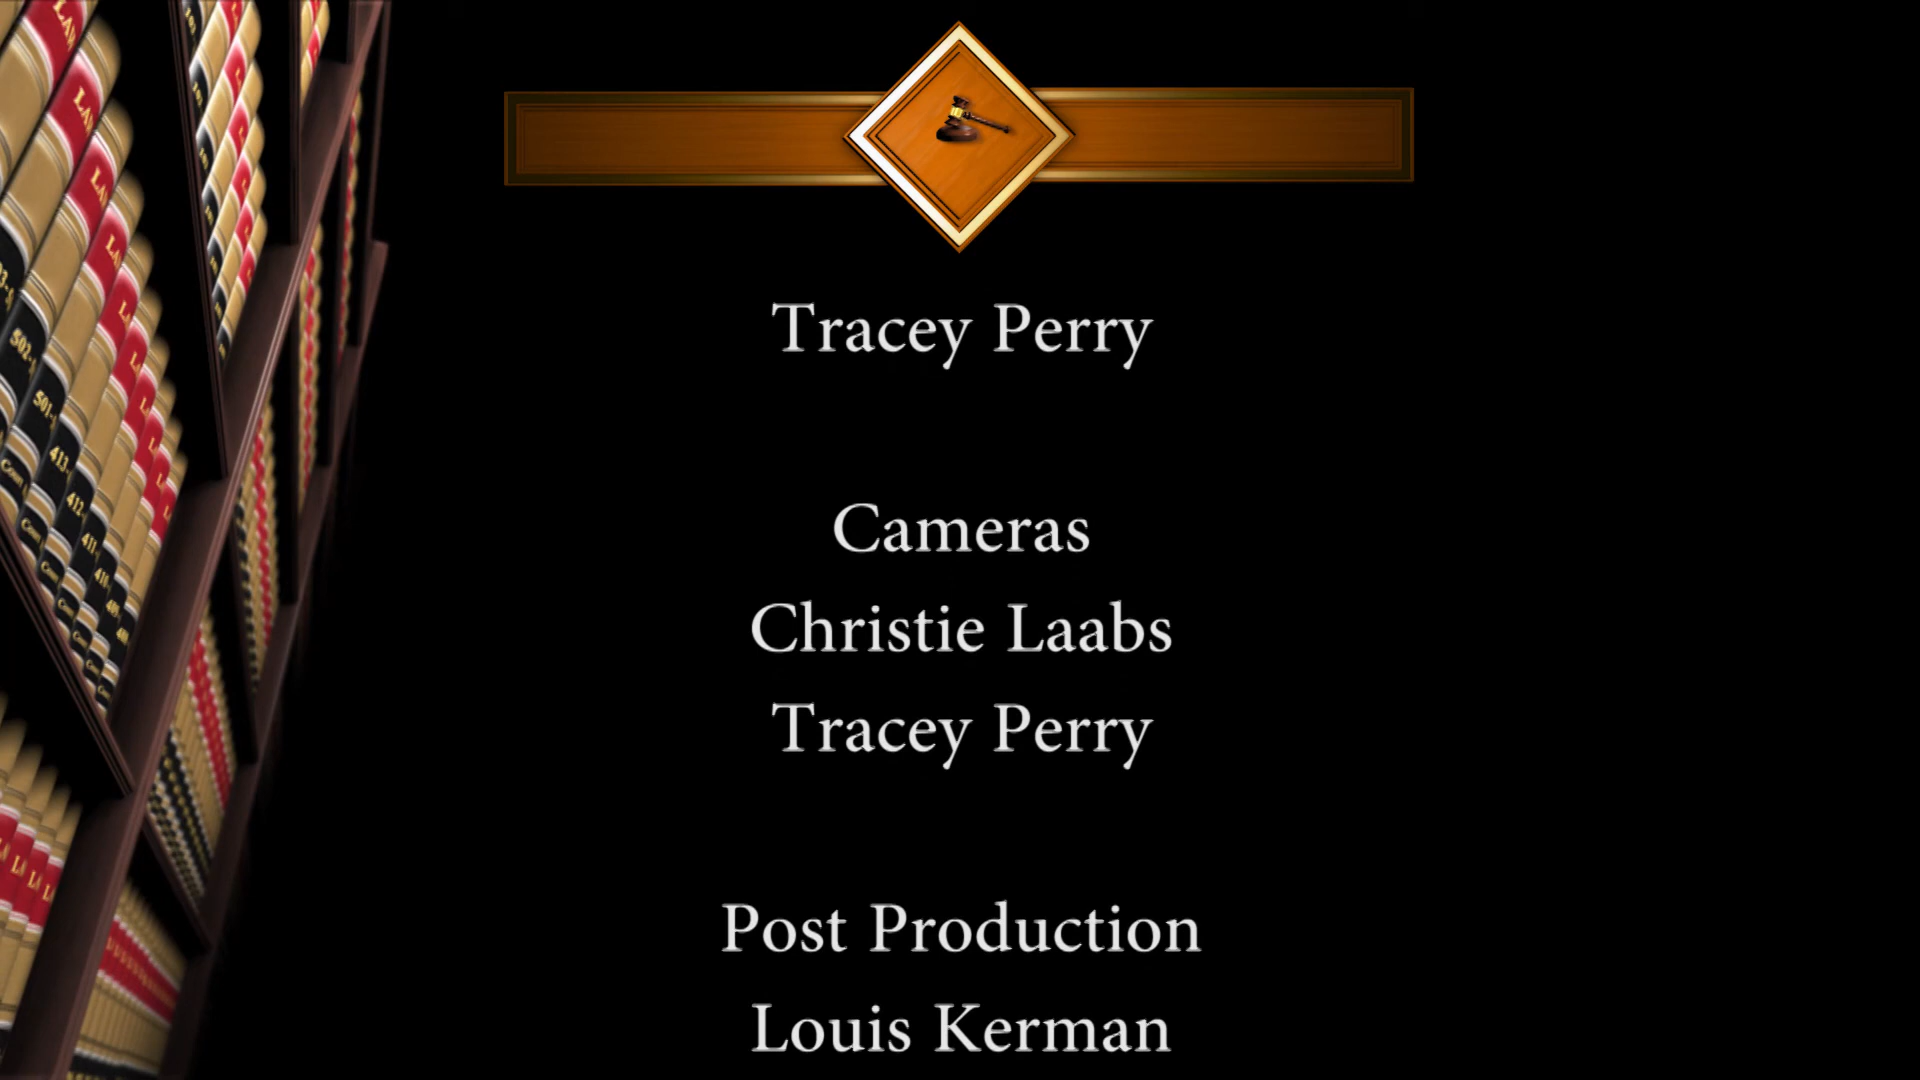 Tracey Perry
Cameras
Christie Laabs
Tracey Perry
Post Production
Louis Kerman